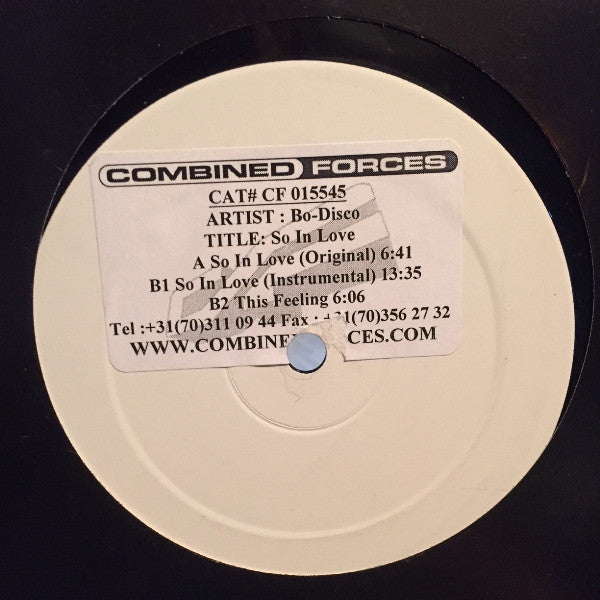 COMBINED FORCES
CAT# CF 015545
ARTIST : Bo-Disco
TITLE: So In Love
A So In Love (Original) 6:41
B1 So In Love (Instrumental) 13:35
B2 This Feeling 6:06
Tel :+31(70)311 09 44 Fax : 1(70)356 27 32
WWW.COMBINE CES.COM